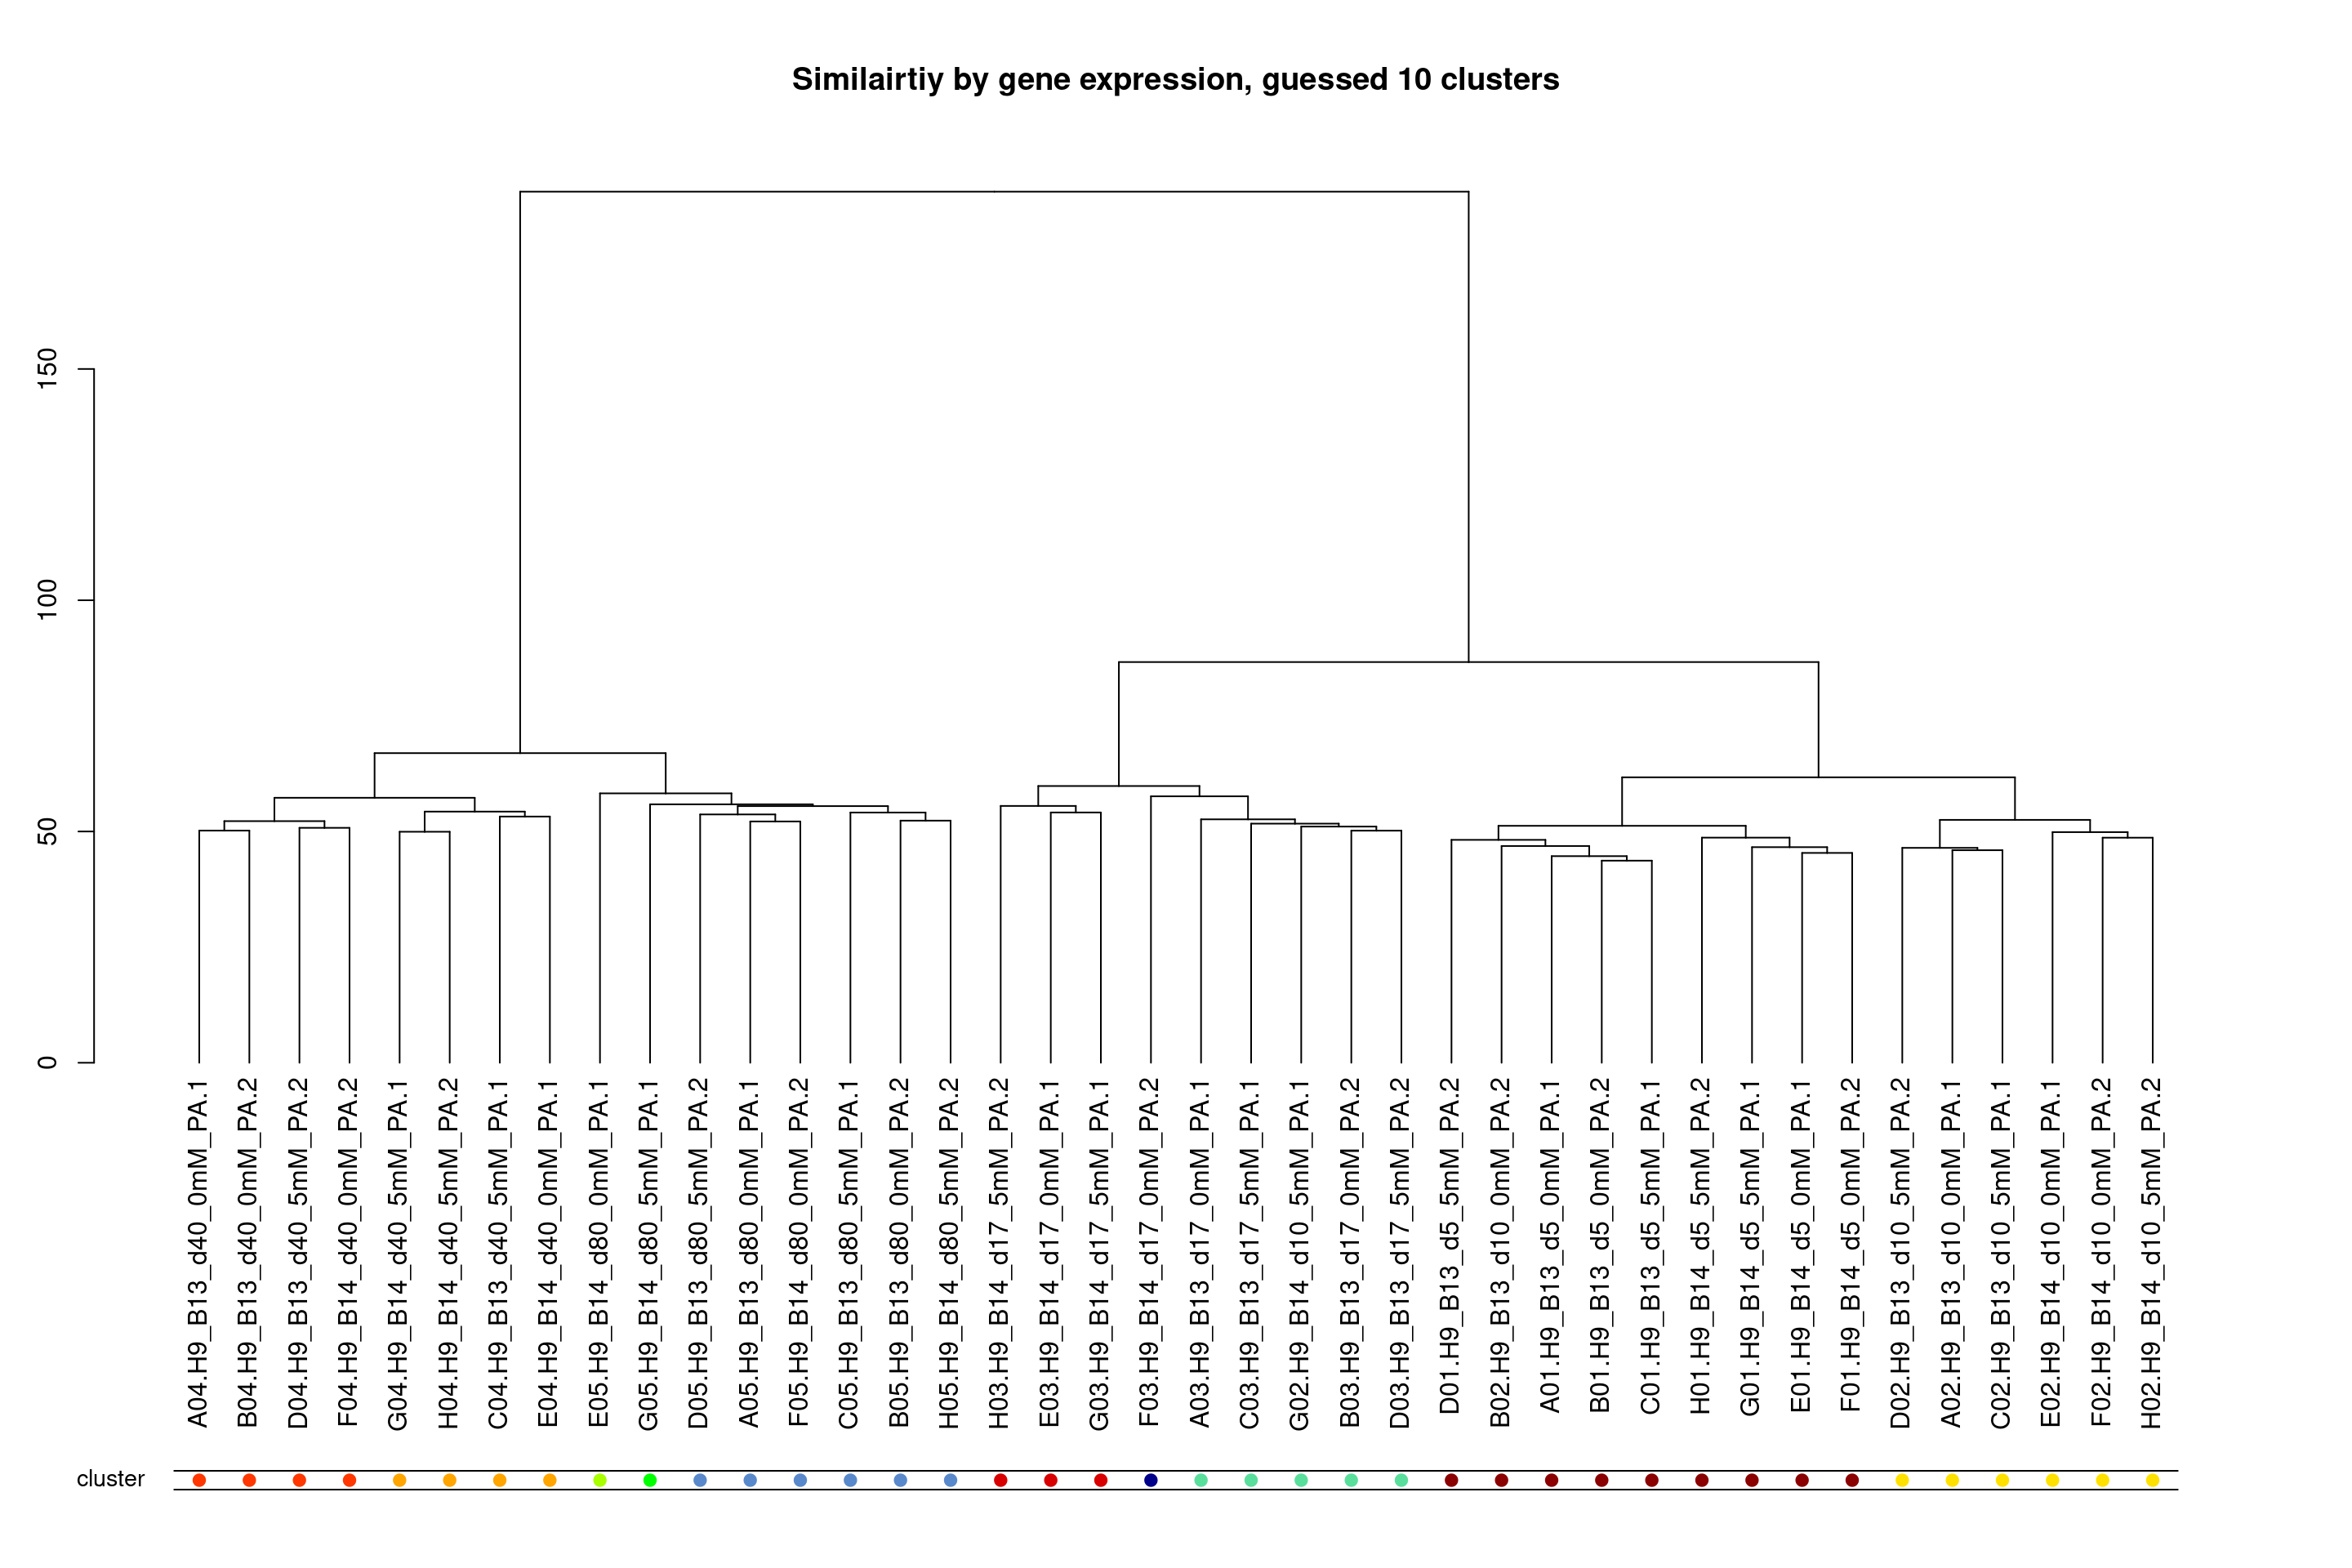 Similairtiy by gene expression, guessed 10 clusters
150
100
50
0
A04.H9_B13_d40_0mM_PA.1
B04.H9_B13_d40_0mM_PA.2
D04.H9_B13_d40_5mM_PA.2
F04.H9_B14_d40_0mM_PA.2
G04.H9_B14_d40_5mM_PA.1
H04.H9_B14_d40_5mM_PA.2
C04.H9_B13_d40_5mM_PA.1
E04.H9_B14_d40_0mM_PA.1
E05.H9_B14_d80_0mM_PA.1
G05.H9_B14_d80_5mM_PA.1
D05.H9_B13_d80_5mM_PA.2
A05.H9_B13_d80_0mM_PA.1
F05.H9_B14_d80_0mM_PA.2
C05.H9_B13_d80_5mM_PA.1
B05.H9_B13_d80_0mM_PA.2
H05.H9_B14_d80_5mM_PA.2
H03.H9_B14_d17_5mM_PA.2
E03.H9_B14_d17_0mM_PA.1
G03.H9_B14_d17_5mM_PA.1
F03.H9_B14_d17_0mM_PA.2
A03.H9_B13_d17_0mM_PA.1
C03.H9_B13_d17_5mM_PA.1
G02.H9_B14_d10_5mM_PA.1
B03.H9_B13_d17_0mM_PA.2
D03.H9_B13_d17_5mM_PA.2
D01.H9_B13_d5_5mM_PA.2
B02.H9_B13_d10_0mM_PA.2
A01.H9_B13_d5_0mM_PA.1
B01.H9_B13_d5_0mM_PA.2
C01.H9_B13_d5_5mM_PA.1
H01.H9_B14_d5_5mM_PA.2
G01.H9_B14_d5_5mM_PA.1
E01.H9_B14_d5_0mM_PA.1
F01.H9_B14_d5_0mM_PA.2
D02.H9_B13_d10_5mM_PA.2
A02.H9_B13_d10_0mM_PA.1
C02.H9_B13_d10_5mM_PA.1
E02.H9_B14_d10_0mM_PA.1
F02.H9_B14_d10_0mM_PA.2
H02.H9_B14_d10_5mM_PA.2
cluster